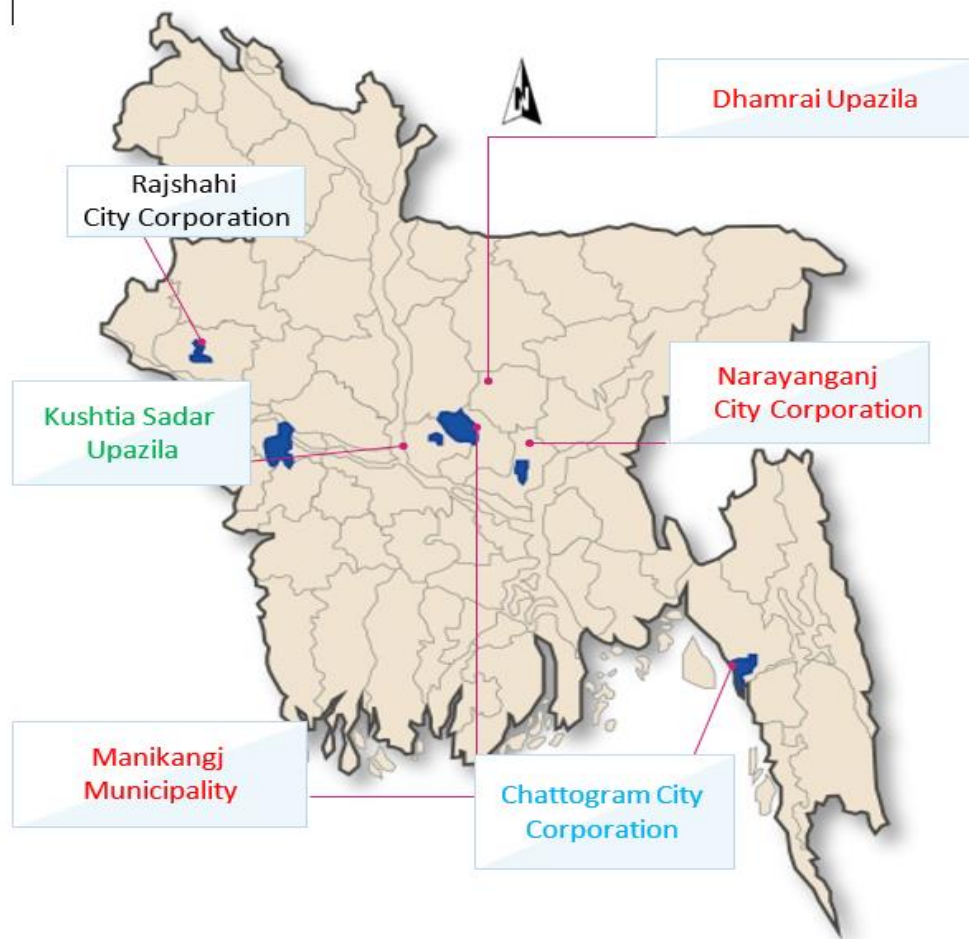 N
Dhamrai Upazila
Rajshahi
City Corporation
Narayanganj
City Corporation
Kushtia Sadar
Upazila
Manikangj
Municipality
Chattogram City
Corporation